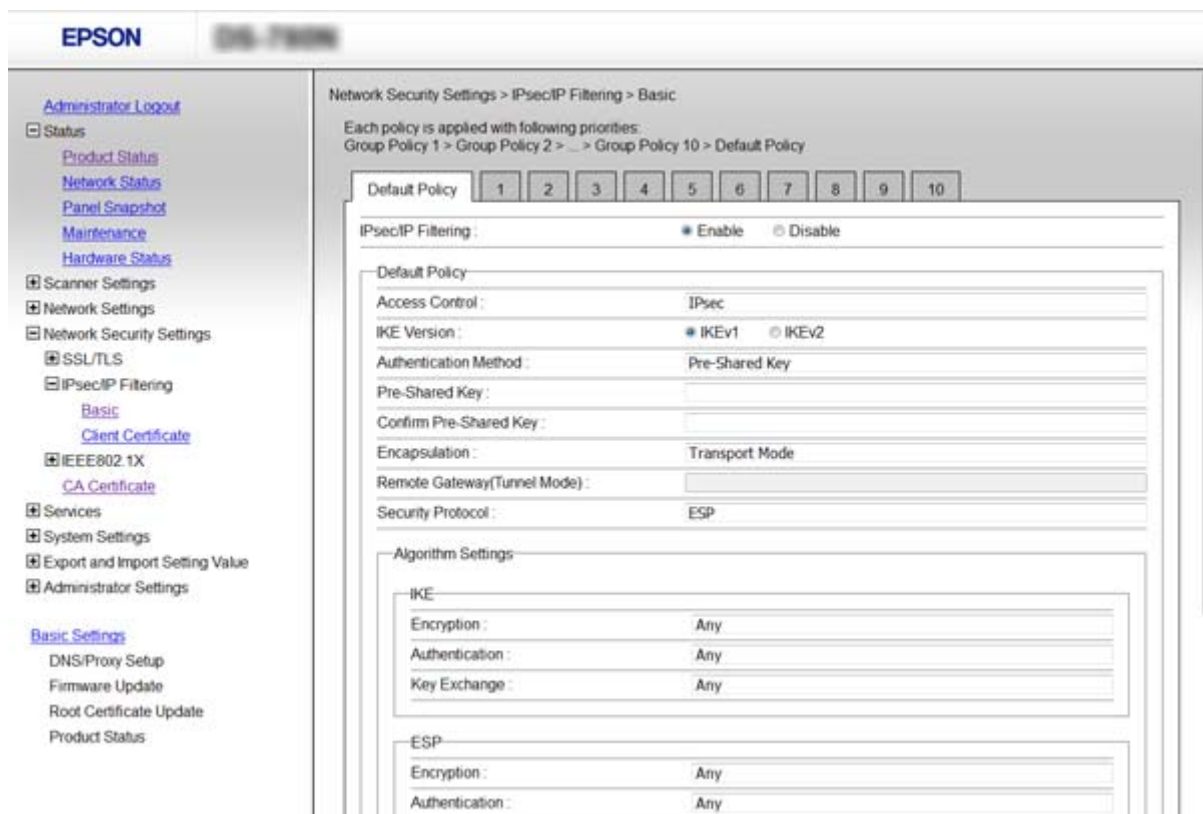 EPSON
Administrator Logout
Status
Product Status
Network Status
Panel Snapshot
Maintenance
Hardware Status
Scanner Settings
Network Settings
Network Security Settings
SSL/TLS
IPsec/IP Filtering
Basic
Client Certificate
IEEE802.1X
CA Certificate
Services
System Settings
Export and Import Setting Value
Administrator Settings
Basic Settings
DNS/Proxy Setup
Firmware Update
Root Certificate Update
Product Status
Network Security Settings > IPsec/IP Filtering > Basic
Each policy is applied with following priorities:
Group Policy 1 > Group Policy 2 > ... > Group Policy 10 > Default Policy
Default Policy 1 2 3 4 5 6 7 8 9 10
IPsec/IP Filtering : Enable Disable
Default Policy
Access Control : IPsec
IKE Version : IKEv1 IKEv2
Authentication Method : Pre-Shared Key
Pre-Shared Key :
Confirm Pre-Shared Key :
Encapsulation : Transport Mode
Remote Gateway(Tunnel Mode) :
Security Protocol : ESP
Algorithm Settings
IKE
Encryption : Any
Authentication : Any
Key Exchange : Any
ESP
Encryption : Any
Authentication : Any